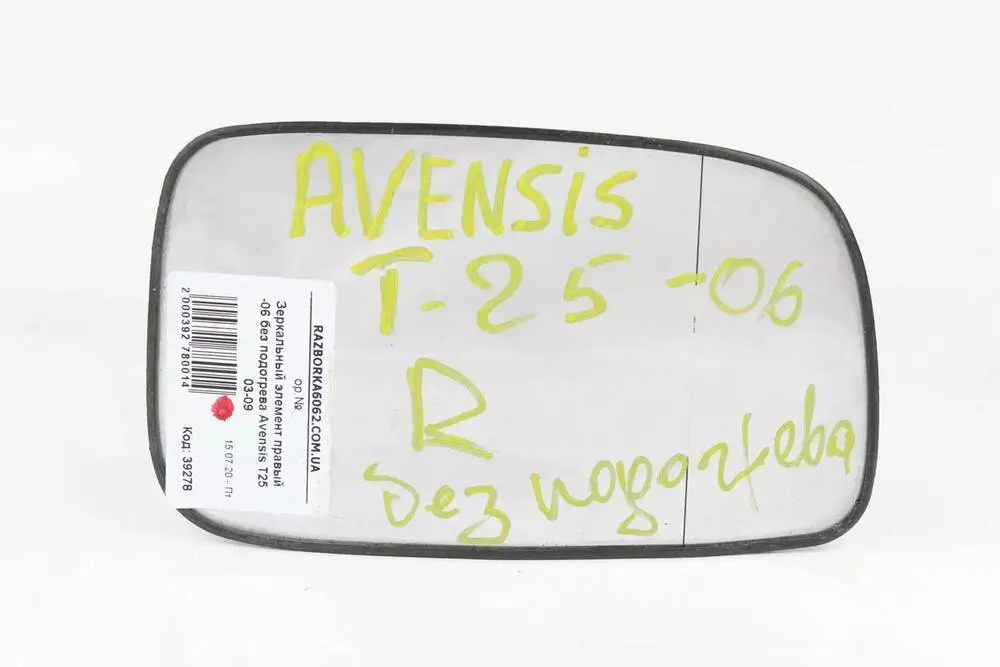 AVENSiS
T-25-06
R
без подогрева
RAZBORKA6062.COM.UA
ор №
Зеркальный элемент правый
-06 без подогрева Avensis T25
03-09
15 07 20 - Пт
2 000392 780014
Код: 39278